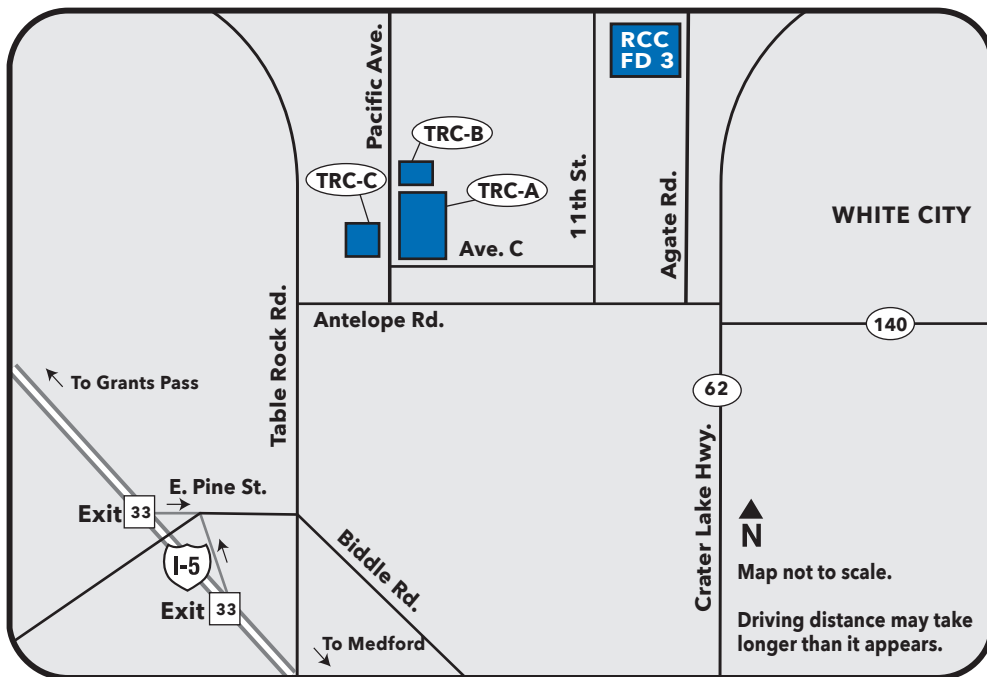 RCC
FD 3
Pacific Ave.
TRC-B
TRC-C
TRC-A
11th St.
Agate Rd.
WHITE CITY
Ave. C
Antelope Rd.
140
Table Rock Rd.
To Grants Pass
62
E. Pine St.
Exit 33
I-5
Exit 33
Biddle Rd.
To Medford
Crater Lake Hwy.
N
Map not to scale.
Driving distance may take
longer than it appears.